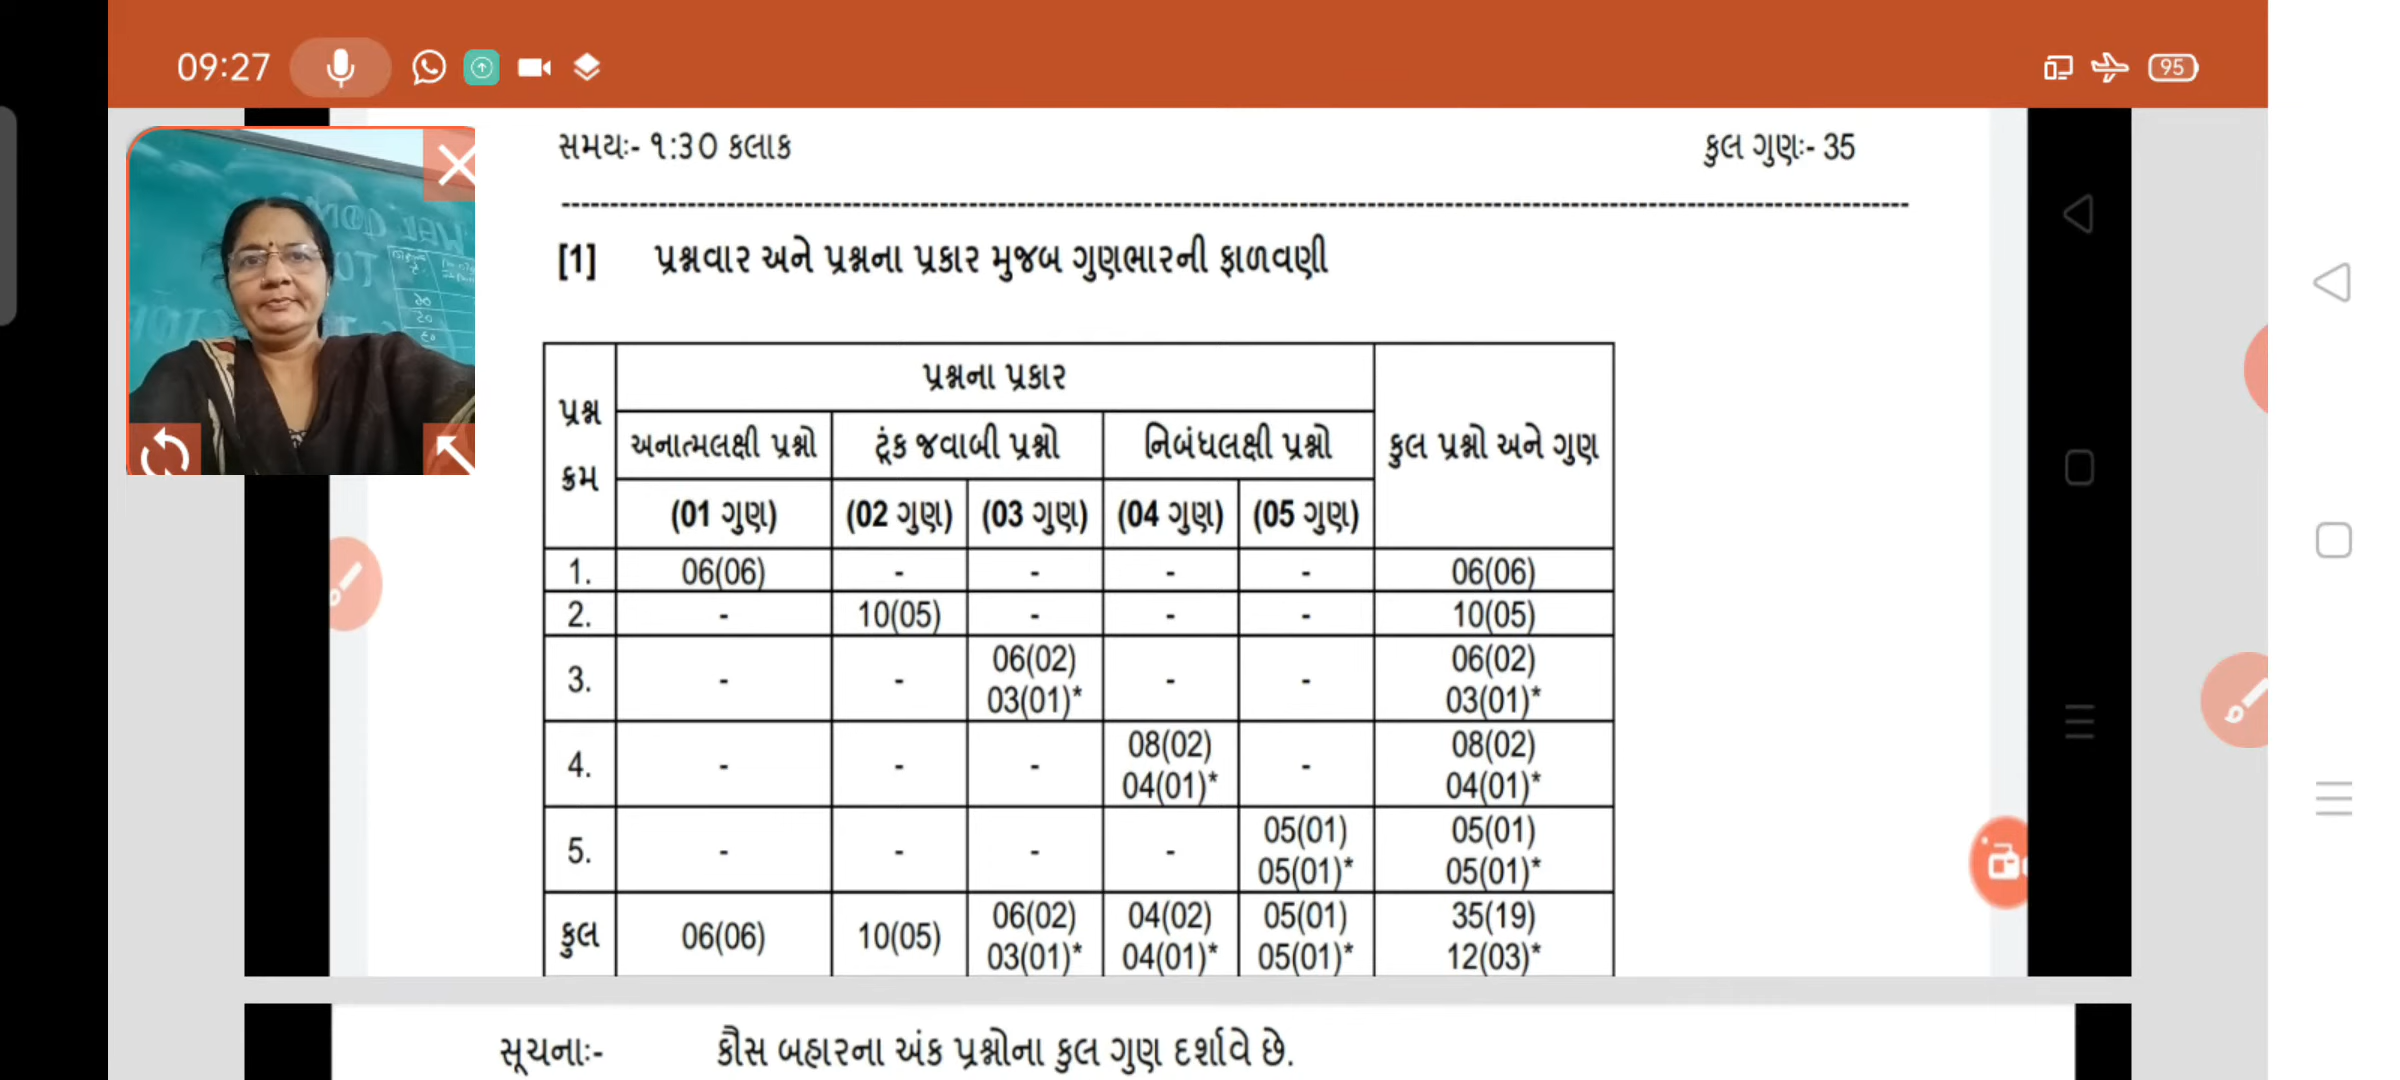 09:27
95
સમયઃ- ૧:30 કલાક
કુલ ગુણઃ- 35
[1] પ્રશ્નવાર અને પ્રશ્નના પ્રકાર મુજબ ગુણભારની ફાળવણી
પ્રશ્ન ક્રમ
પ્રશ્નના પ્રકાર
કુલ પ્રશ્નો અને ગુણ
અનાત્મલક્ષી પ્રશ્નો ટૂંક જવાબી પ્રશ્નો નિબંધલક્ષી પ્રશ્નો
(01 ગુણ) (02 ગુણ) (03 ગુણ) (04 ગુણ) (05 ગુણ)
1. 06(06) - - - - 06(06)
2. - 10(05) - - - 10(05)
3. - - 06(02) 03(01)* - - 06(02) 03(01)*
4. - - - 08(02) 04(01)* - 08(02) 04(01)*
5. - - - - 05(01) 05(01)* 05(01) 05(01)*
કુલ 06(06) 10(05) 06(02) 03(01)* 04(02) 04(01)* 05(01) 05(01)* 35(19) 12(03)*
સૂચનાઃ- કૌસ બહારના અંક પ્રશ્નોના કુલ ગુણ દર્શાવે છે.